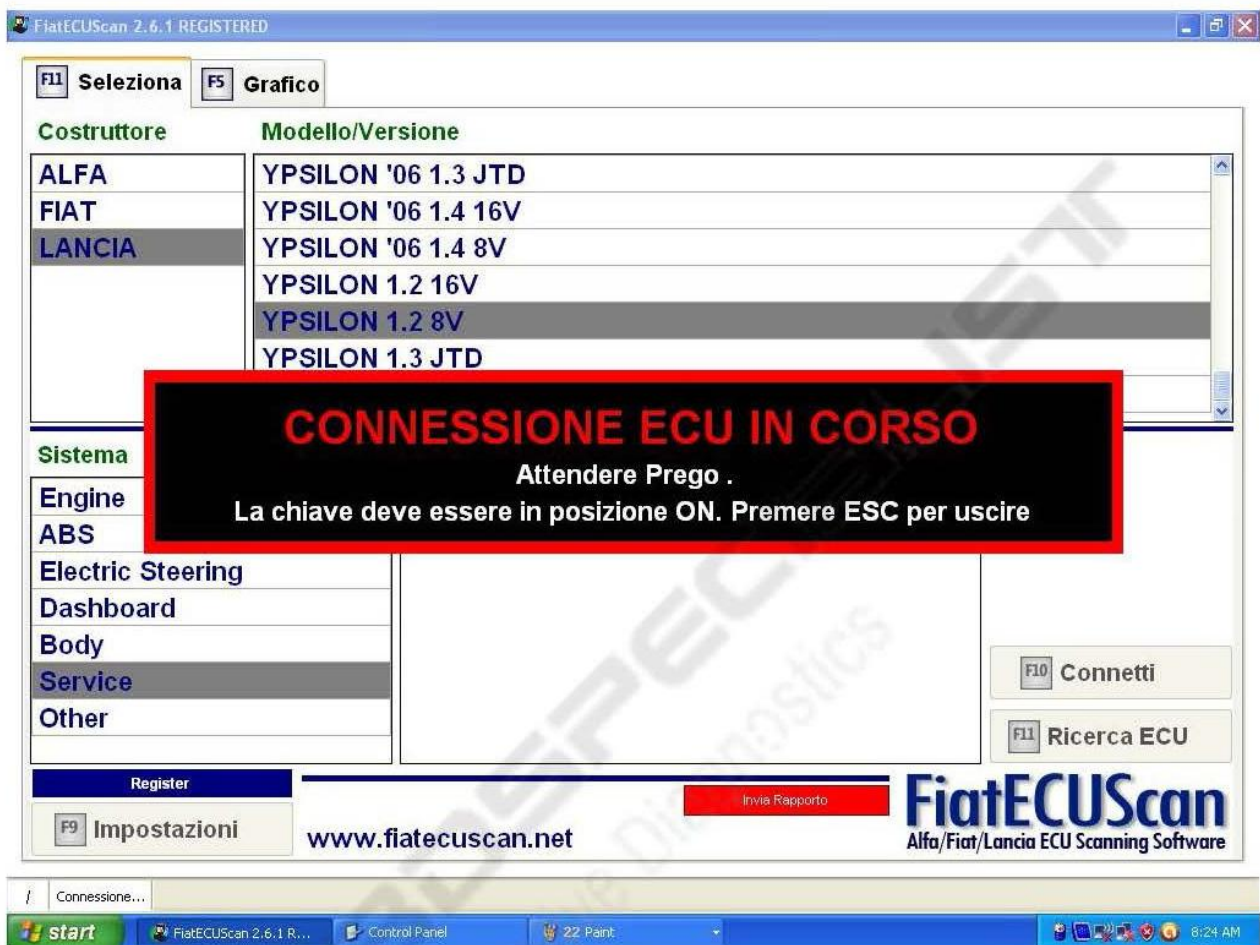 FiatECUScan 2.6.1 REGISTERED
F11 Seleziona F5 Grafico
Costruttore Modello/Versione
ALFA
FIAT
LANCIA
YPSILON '06 1.3 JTD
YPSILON '06 1.4 16V
YPSILON '06 1.4 8V
YPSILON 1.2 16V
YPSILON 1.2 8V
YPSILON 1.3 JTD
CONNESSIONE ECU IN CORSO
Attendere Prego .
La chiave deve essere in posizione ON. Premere ESC per uscire
Sistema
Engine
ABS
Electric Steering
Dashboard
Body
Service
Other
F10 Connetti
F11 Ricerca ECU
Register
F9 Impostazioni
www.fiatecuscan.net
Invia Rapporto
FiatECUScan
Alfa/Fiat/Lancia ECU Scanning Software
/ Connessione...
start FiatECUScan 2.6.1 R... Control Panel 22 Paint 8:24 AM